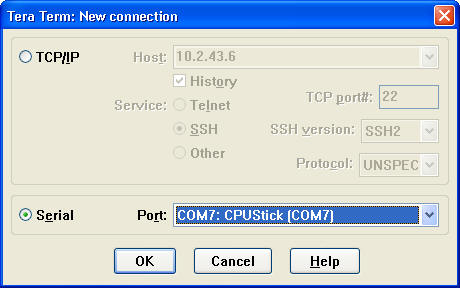 Tera Term: New connection
TCP/IP Host: 10.2.43.6
History
Service: Telnet TCP port#: 22
SSH SSH version: SSH2
Other Protocol: UNSPEC
Serial Port: COM7: CPUStick (COM7)
OK Cancel Help